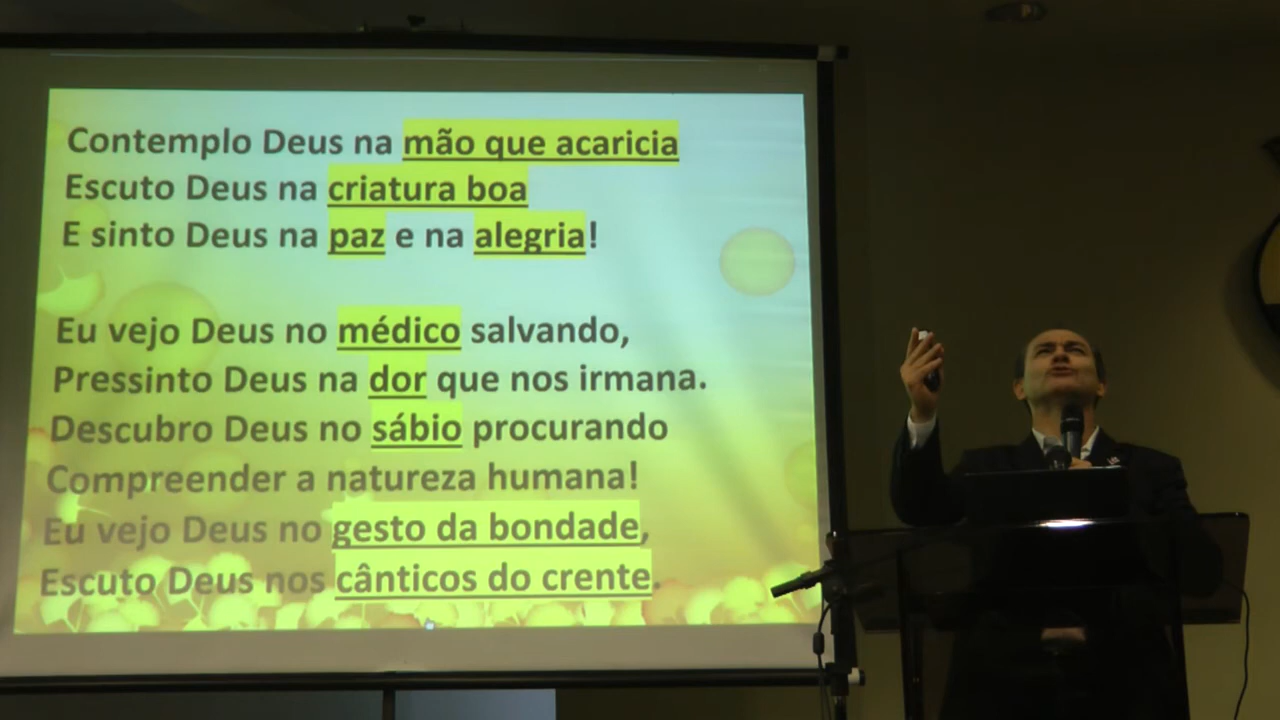 Contemplo Deus na mão que acaricia
Escuto Deus na criatura boa
E sinto Deus na paz e na alegria!
Eu vejo Deus no médico salvando,
Pressinto Deus na dor que nos irmana.
Descubro Deus no sábio procurando
Compreender a natureza humana!
Eu vejo Deus no gesto da bondade,
Escuto Deus nos cânticos do crente.